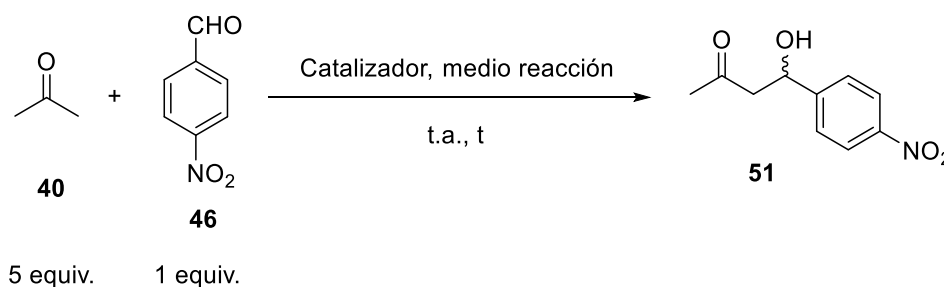 CHO
O
+
NO₂
40
46
5 equiv.
1 equiv.
Catalizador, medio reacción
t.a., t
O
OH
NO₂
51